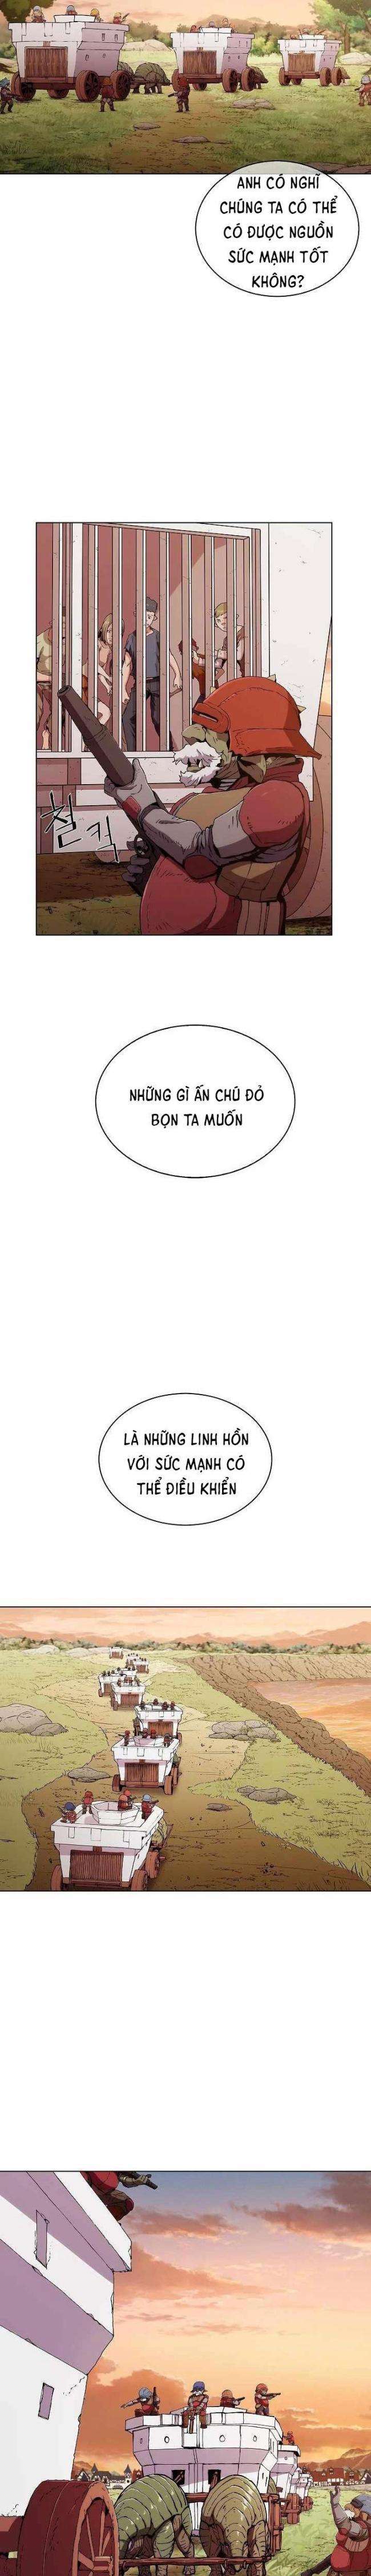 ANH CÓ NGHĨ
CHÚNG TA CÓ THỂ
CÓ ĐƯỢC NGUỒN
SỨC MẠNH TỐT
KHÔNG?
철컥
NHỮNG GÌ ẤN CHÚ ĐỎ
BỌN TA MUỐN
LÀ NHỮNG LINH HỒN
VỚI SỨC MẠNH CÓ
THỂ ĐIỀU KHIỂN